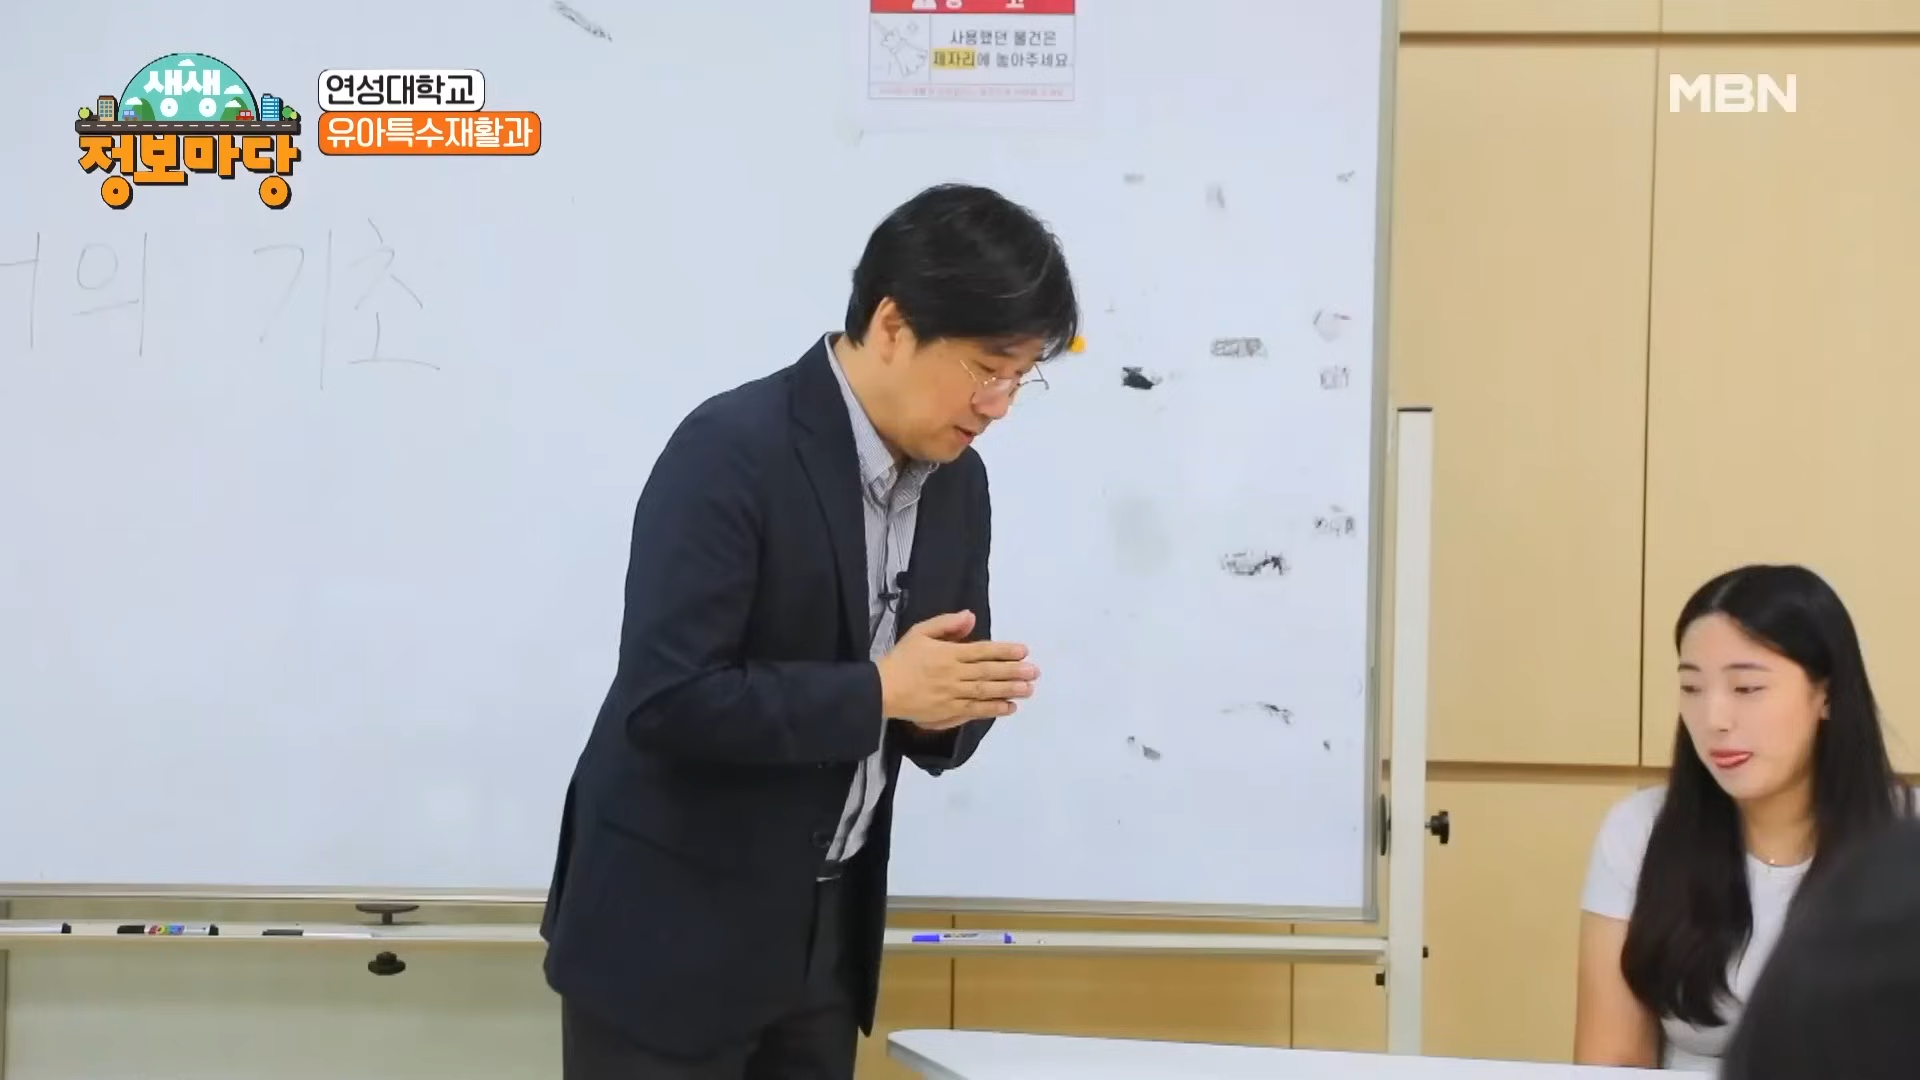 생생
정보마당
연성대학교
유아특수재활과
MBN
사용했던 물건은
제자리에 놓아주세요
의 기초